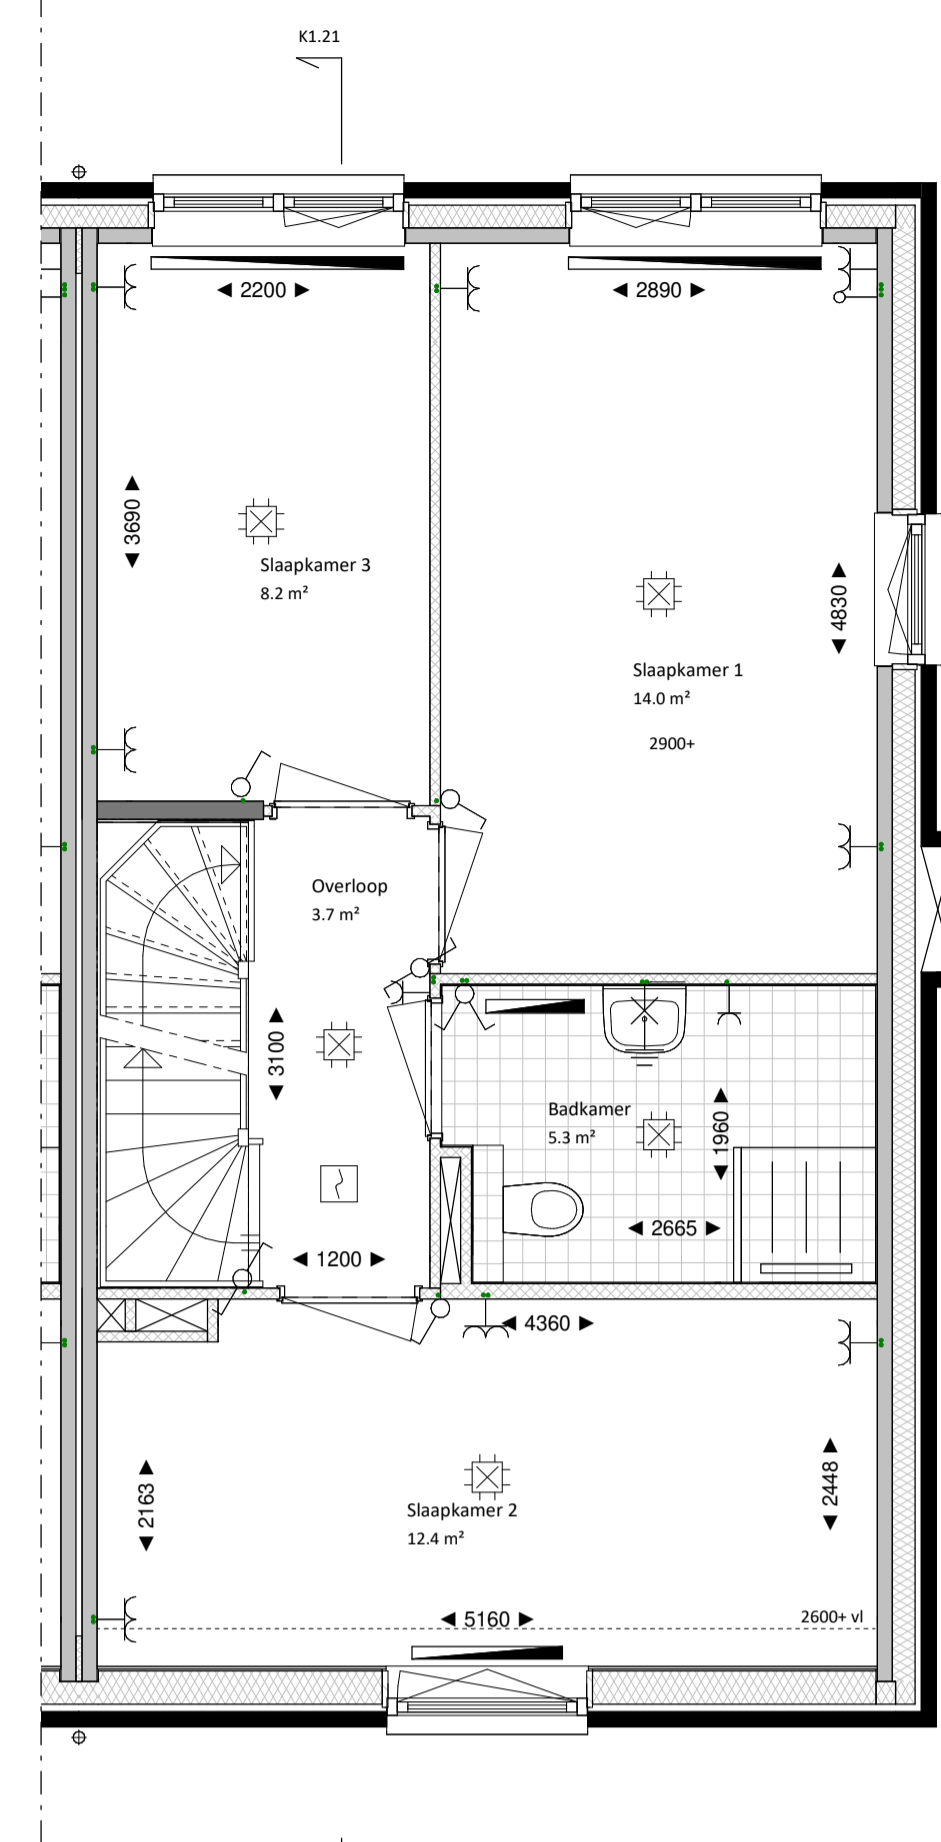 K1.21
◄ 2200 ►
◄ 2890 ►
◄ 3690 ►
Slaapkamer 3
8.2 m²
◄ 4830 ►
Slaapkamer 1
14.0 m²
2900+
Overloop
3.7 m²
◄ 3100 ►
Badkamer
5.3 m²
◄ 1960 ►
◄ 2665 ►
◄ 1200 ►
◄ 4360 ►
◄ 2163 ►
◄ 2448 ►
Slaapkamer 2
12.4 m²
◄ 5160 ►
2600+ vl